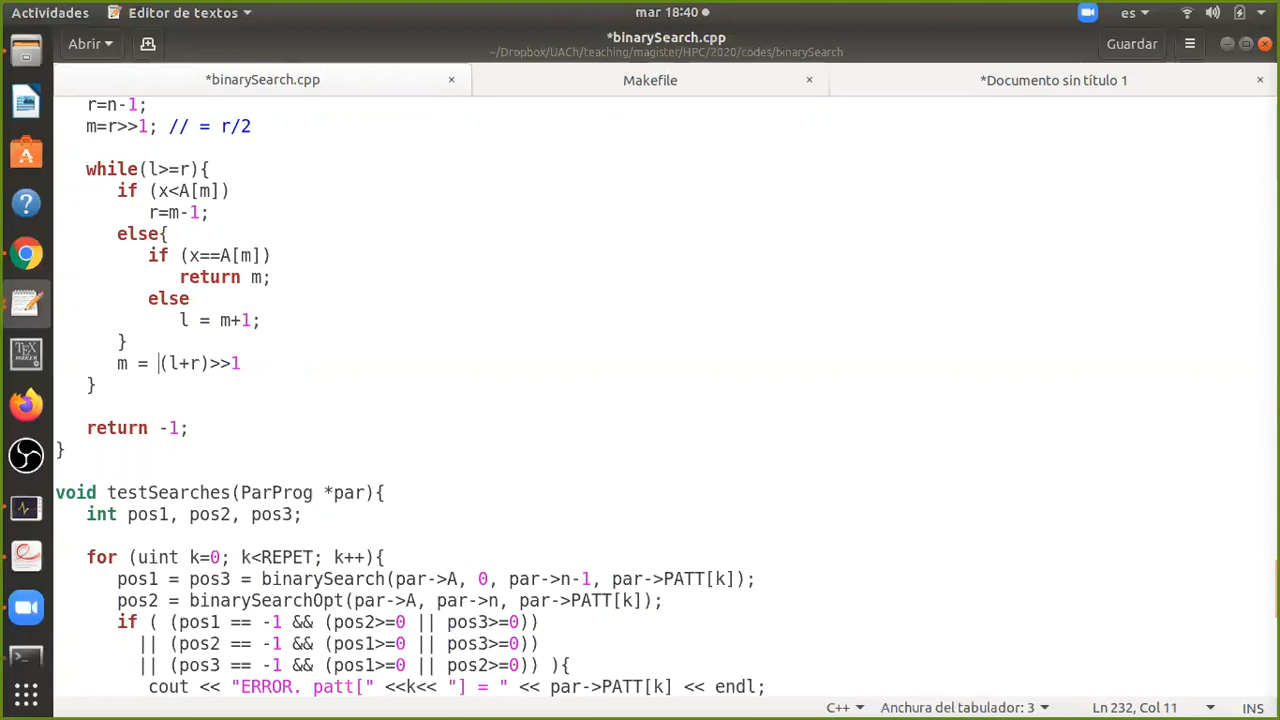 Actividades
Editor de textos
mar 18:40
es
Abrir
*binarySearch.cpp
~/Dropbox/UACh/teaching/magister/HPC/2020/codes/binarySearch
Guardar
*binarySearch.cpp
Makefile
*Documento sin título 1
r=n-1;
m=r>>1; // = r/2
while(l>=r){
if (x<A[m])
r=m-1;
else{
if (x==A[m])
return m;
else
l = m+1;
}
m = (l+r)>>1
}
return -1;
}
void testSearches(ParProg *par){
int pos1, pos2, pos3;
for (uint k=0; k<REPET; k++){
pos1 = pos3 = binarySearch(par->A, 0, par->n-1, par->PATT[k]);
pos2 = binarySearchOpt(par->A, par->n, par->PATT[k]);
if ( (pos1 == -1 && (pos2>=0 || pos3>=0))
|| (pos2 == -1 && (pos1>=0 || pos3>=0))
|| (pos3 == -1 && (pos1>=0 || pos2>=0)) ){
cout << "ERROR. patt[" <<k<< "] = " << par->PATT[k] << endl;
C++
Anchura del tabulador: 3
Ln 232, Col 11
INS